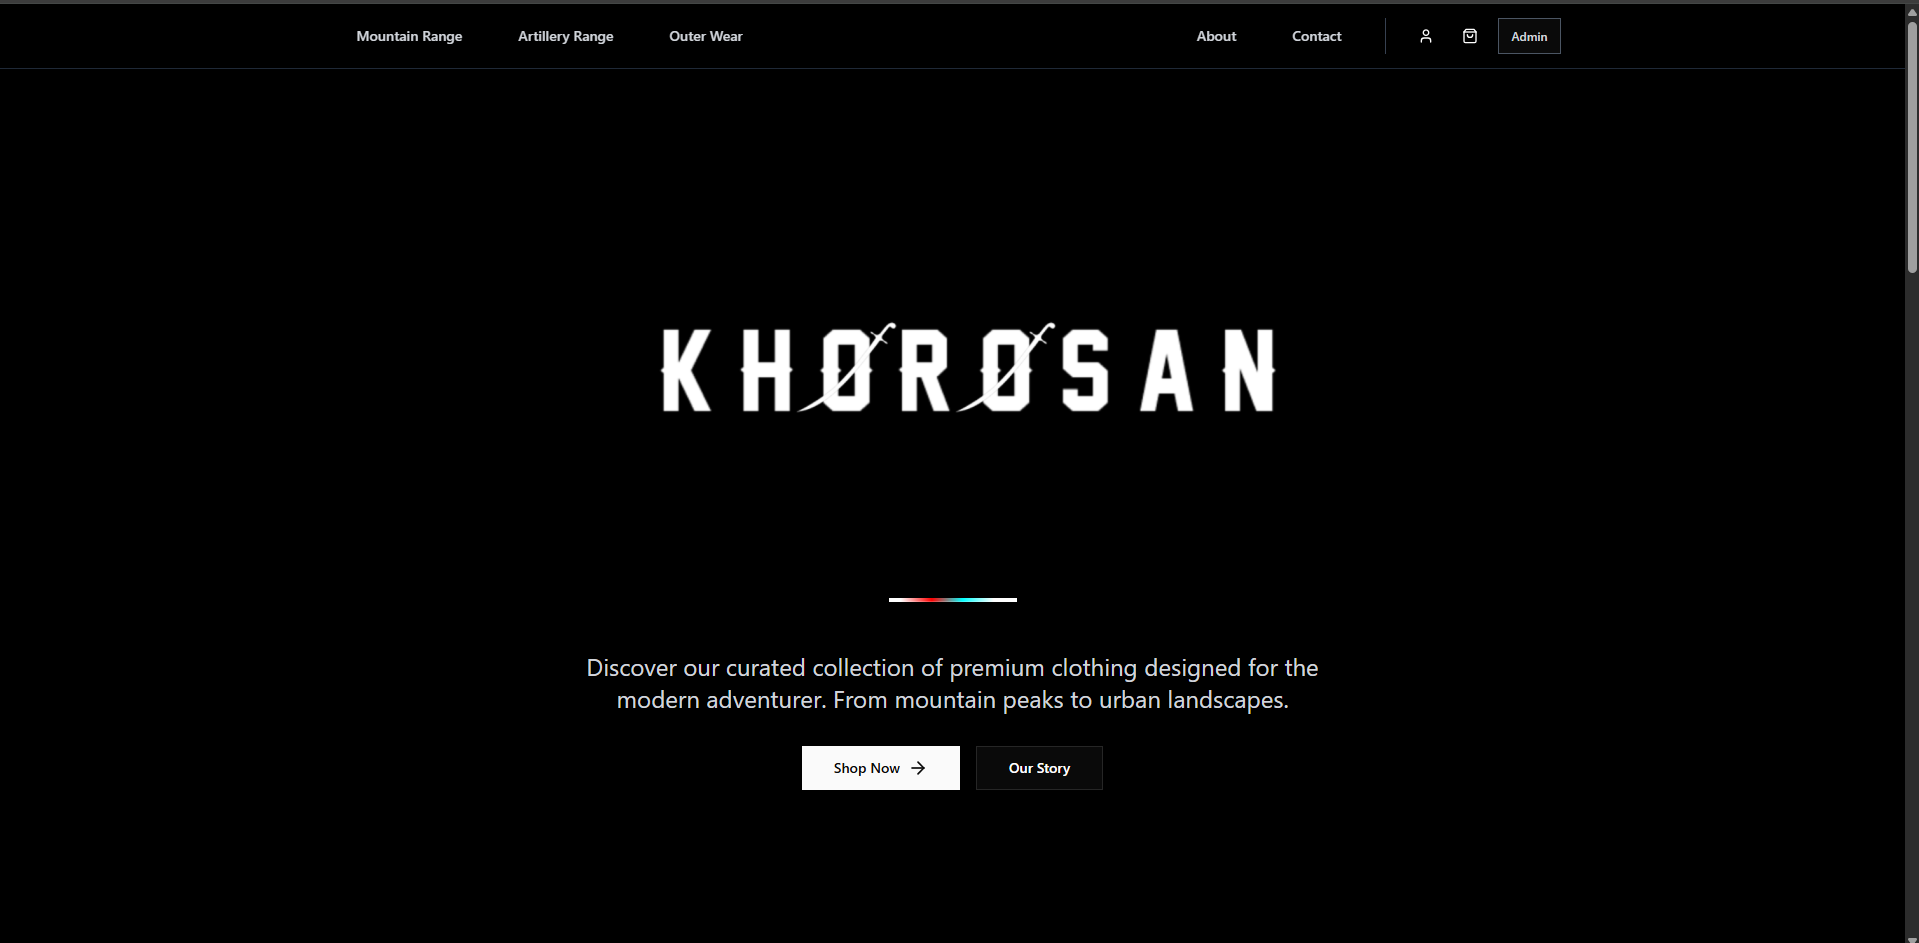 Mountain Range
Artillery Range
Outer Wear
About
Contact
Admin
KHOROSAN
Discover our curated collection of premium clothing designed for the
modern adventurer. From mountain peaks to urban landscapes.
Shop Now
Our Story